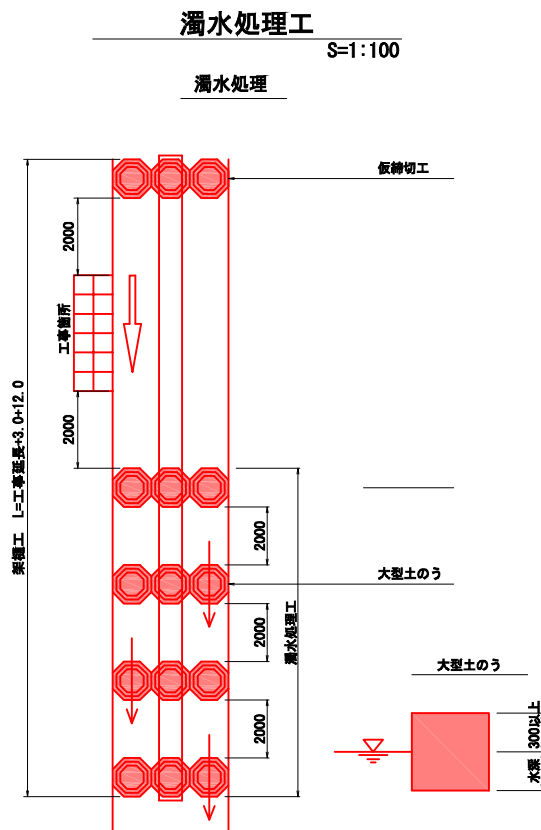 濁水処理工
S=1:100
濁水処理
仮締切工
2000
工事箇所
2000
架樋工 L=工事延長+3.0+12.0
2000
大型土のう
2000
濁水処理工
2000
大型土のう
300以上
水深